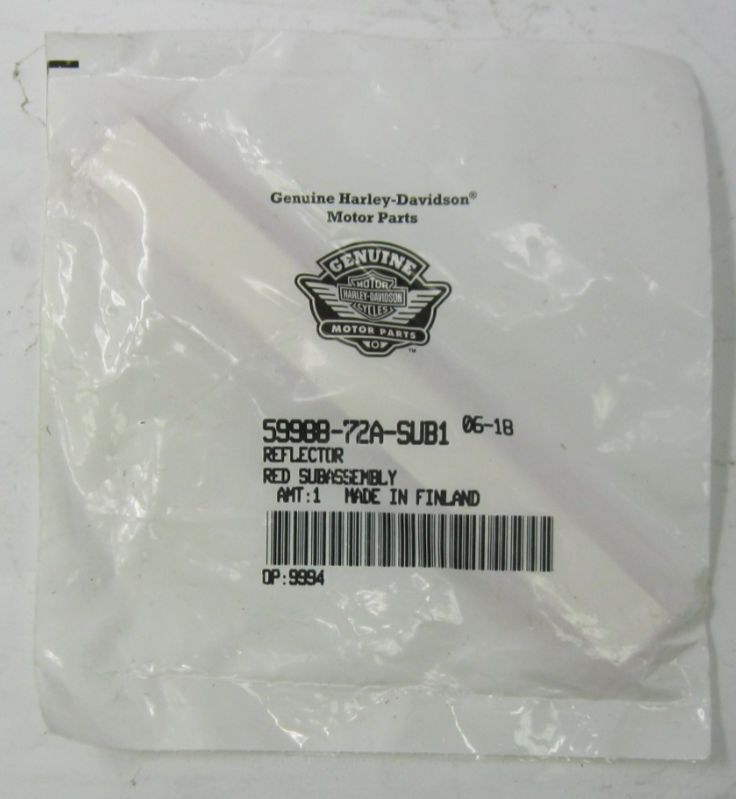 Genuine Harley-Davidson®
Motor Parts
GENUINE
MOTOR
HARLEY-DAVIDSON
CYCLES
MOTOR PARTS
™
59988-72A-SUB1 06-18
REFLECTOR
RED SUBASSEMBLY
AMT:1 MADE IN FINLAND
OP:9994